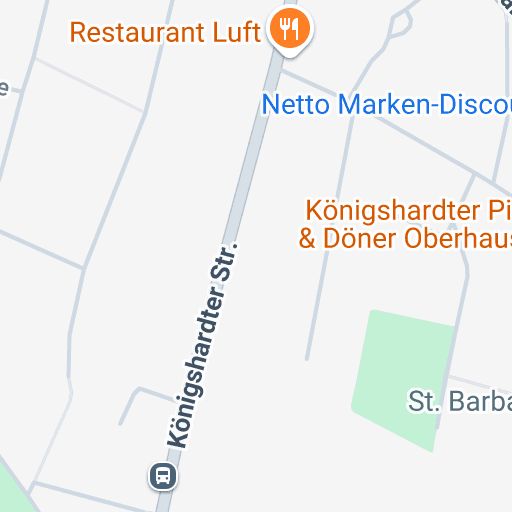 Restaurant Luft
e
Netto Marken-Discou
Königshardter Pi
& Döner Oberhaus
Königshardter Str.
St. Barba